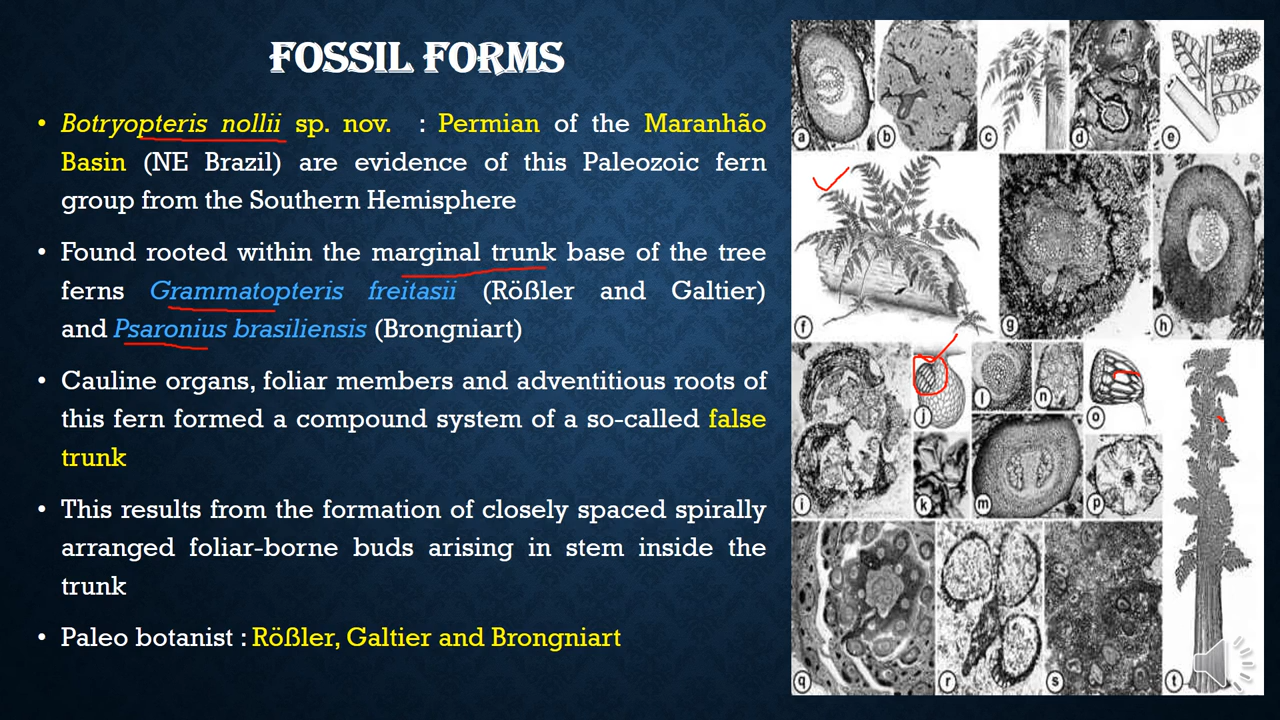 FOSSIL FORMS
• Botryopteris nollii sp. nov. : Permian of the Maranhão
Basin (NE Brazil) are evidence of this Paleozoic fern
group from the Southern Hemisphere
• Found rooted within the marginal trunk base of the tree
ferns Grammatopteris freitasii (Rößler and Galtier)
and Psaronius brasiliensis (Brongniart)
• Cauline organs, foliar members and adventitious roots of
this fern formed a compound system of a so-called false
trunk
• This results from the formation of closely spaced spirally
arranged foliar-borne buds arising in stem inside the
trunk
• Paleo botanist : Rößler, Galtier and Brongniart
a b c d e
f g h
i j l n o
k m p
q r s t